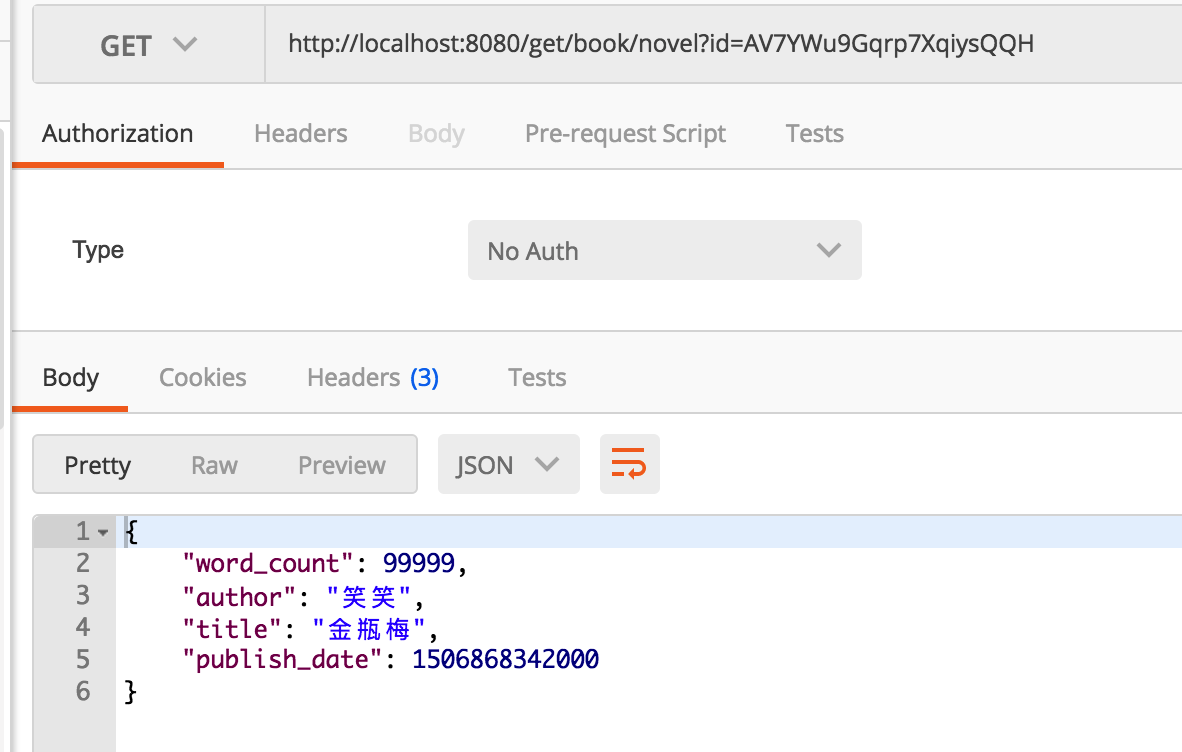 GET http://localhost:8080/get/book/novel?id=AV7YWu9Gqrp7XqiysQQH
Authorization Headers Body Pre-request Script Tests
Type No Auth
Body Cookies Headers (3) Tests
Pretty Raw Preview JSON
1 {
2 "word_count": 99999,
3 "author": "笑笑",
4 "title": "金瓶梅",
5 "publish_date": 1506868342000
6 }